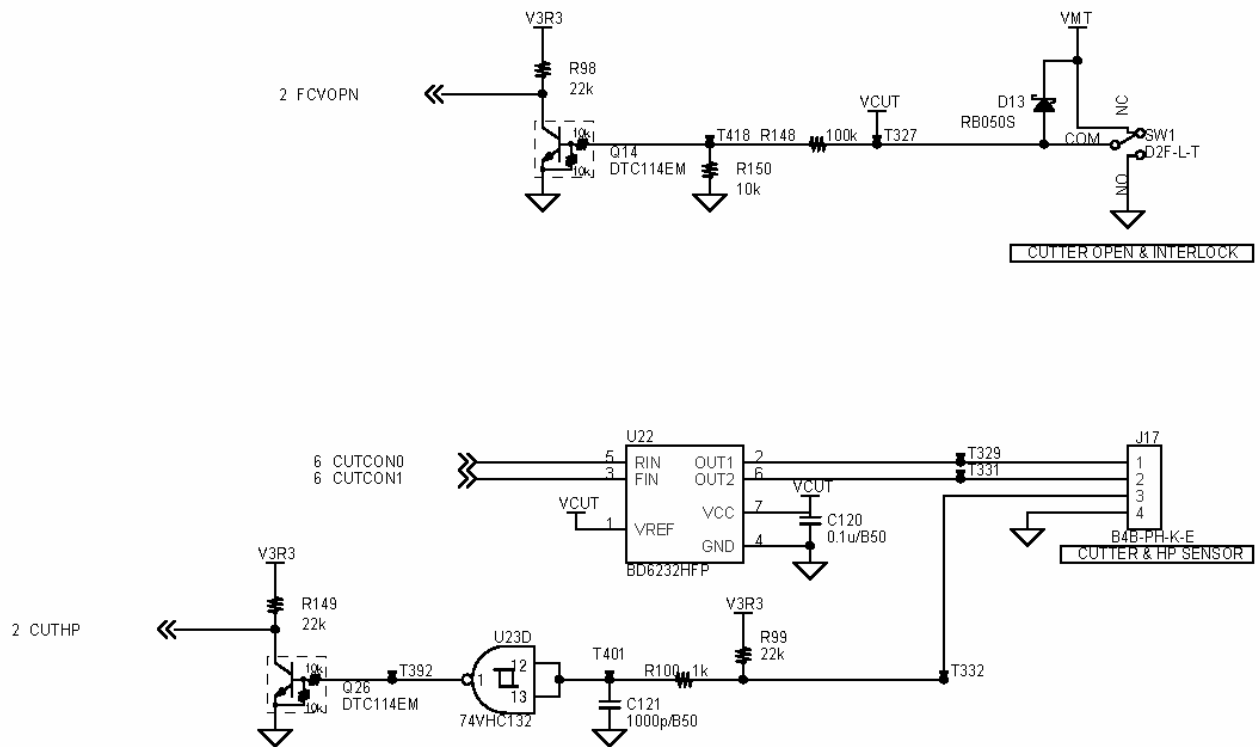 V3R3
VMT
R98
22k
2 FCVOPN
VCUT
D13
RB050S
NC
10k
T418
R148
100k
T327
COM
SW1
D2F-L-T
Q14
DTC114EM
10k
R150
10k
NO
CUTTER OPEN & INTERLOCK
U22
J17
6 CUTCON0
5
RIN
OUT1
2
T329
1
6 CUTCON1
3
FIN
OUT2
6
T331
2
VCUT
VCUT
3
VCC
7
4
1
VREF
C120
0.1u/B50
GND
4
B4B-PH-K-E
BD6232HFP
CUTTER & HP SENSOR
V3R3
R149
22k
V3R3
2 CUTHP
U23D
R99
22k
10k
T392
1
12
13
T401
R100
1k
T332
Q26
DTC114EM
10k
74VHC132
C121
1000p/B50